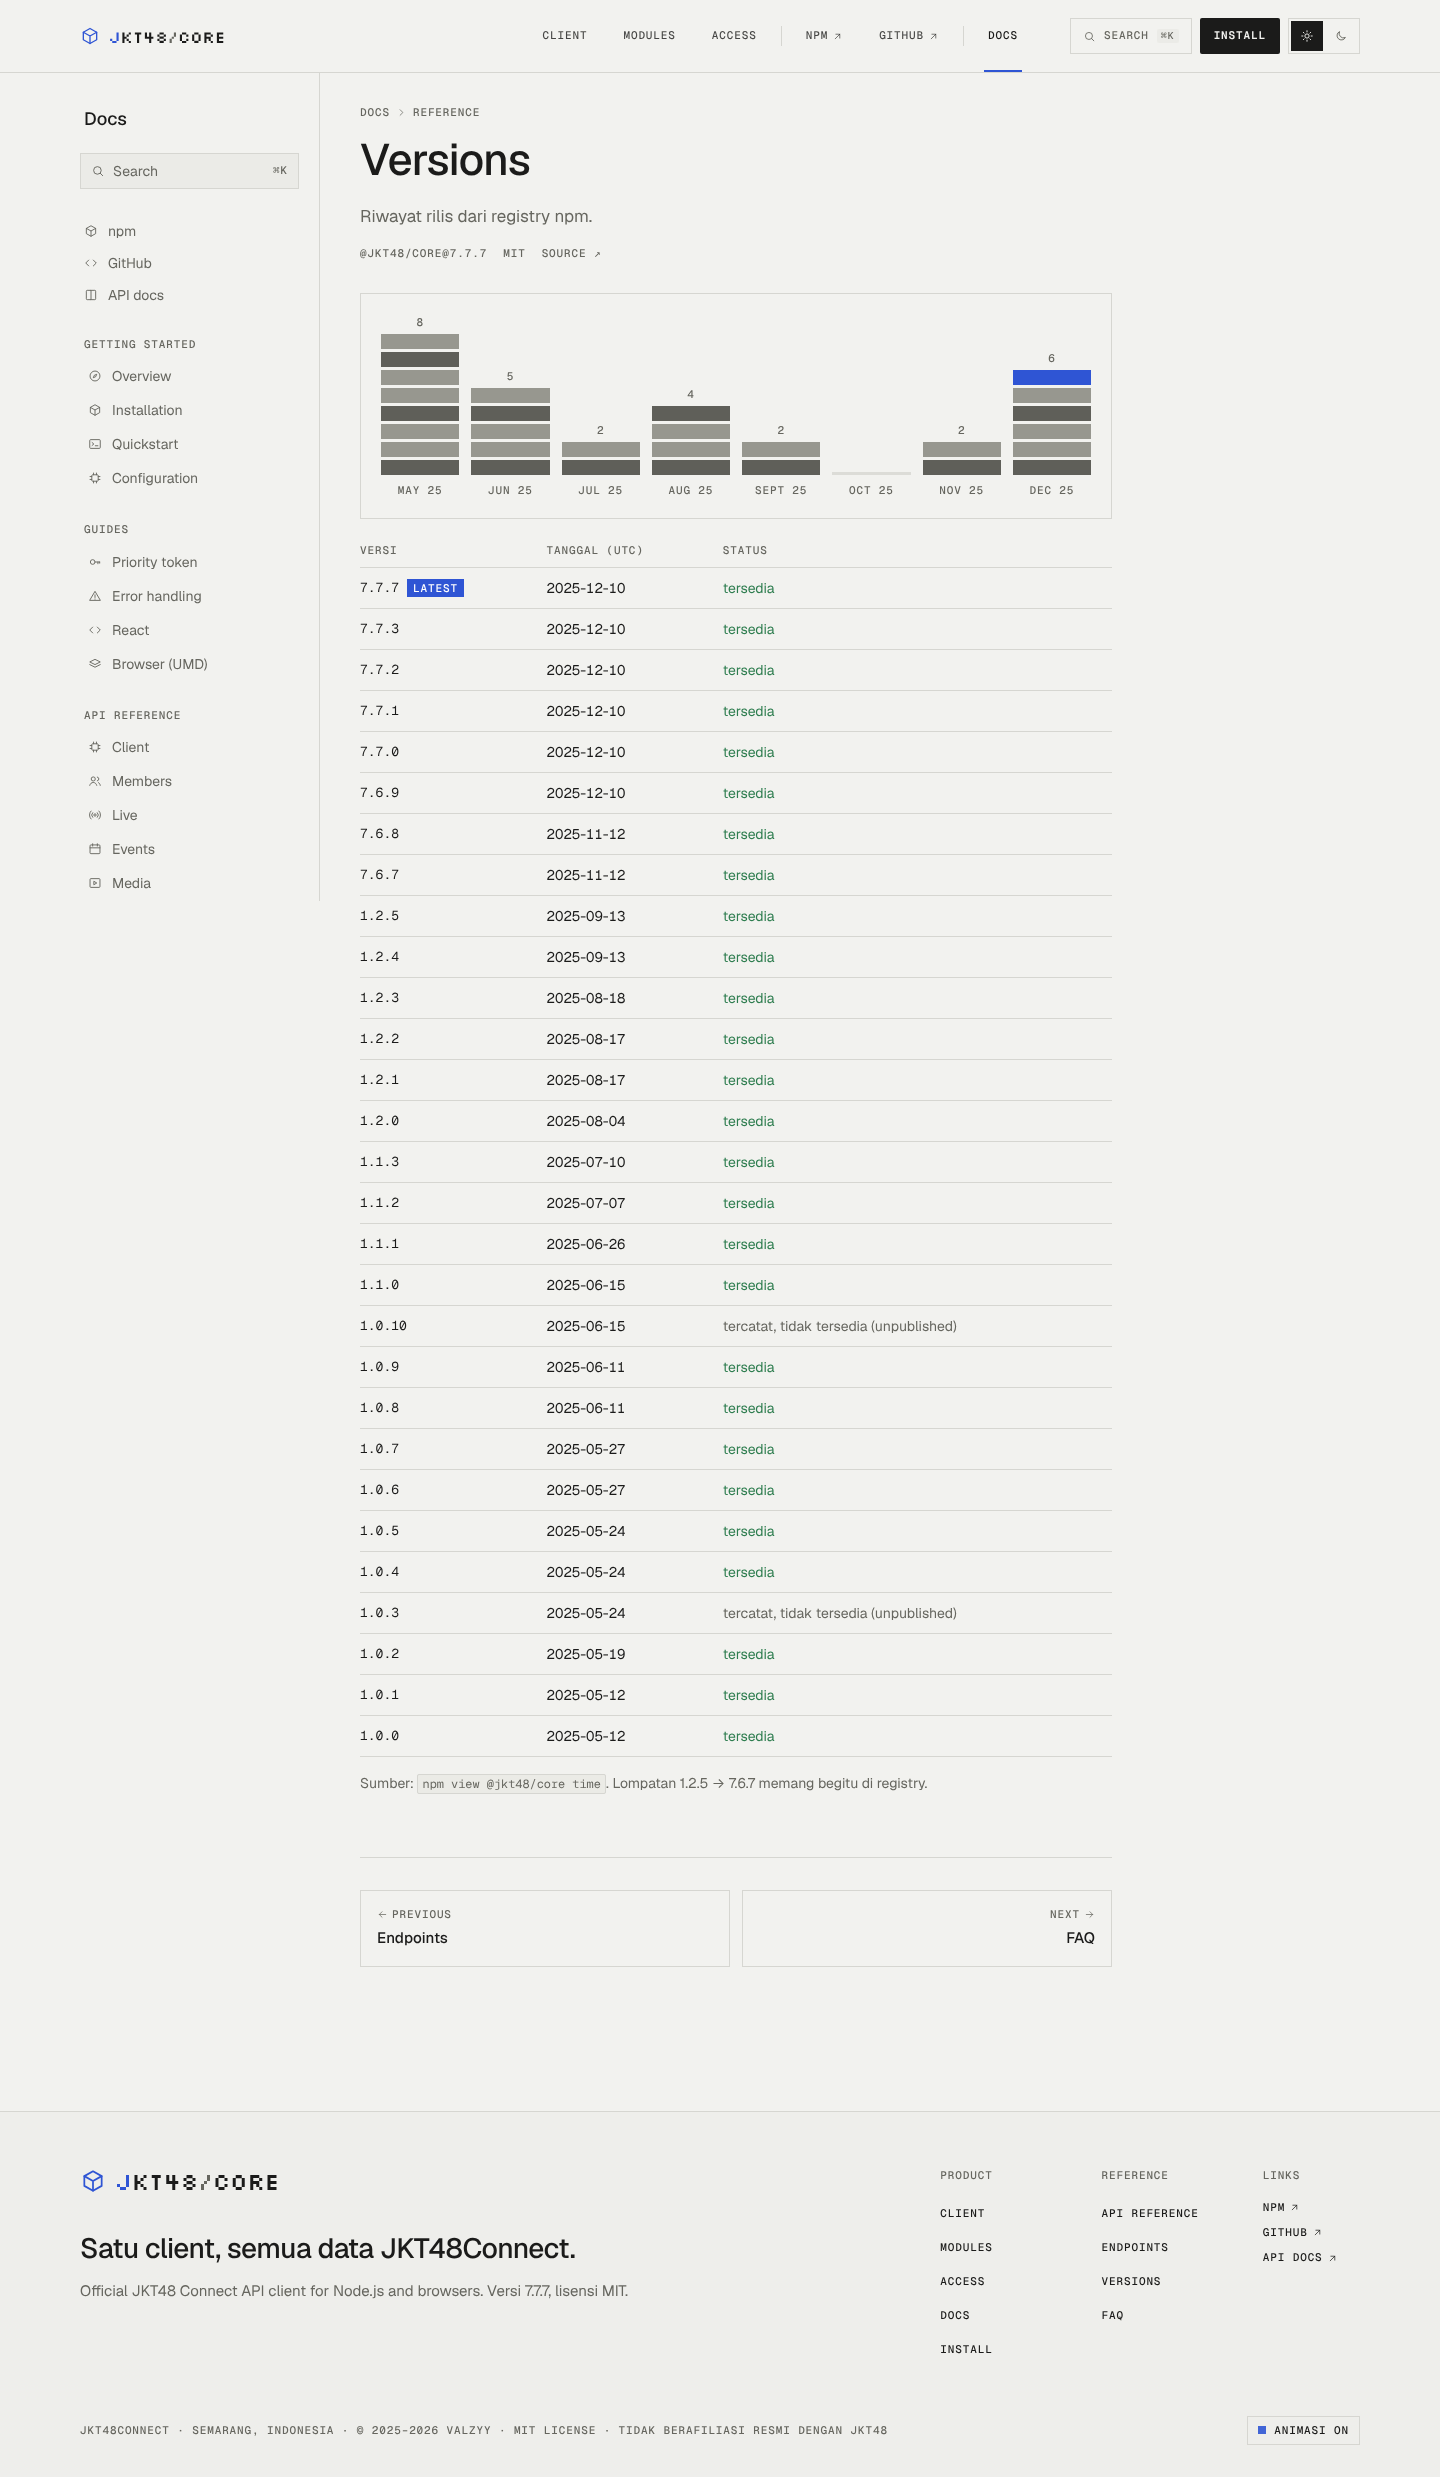 JKT48/CORE
CLIENT MODULES ACCESS NPM ↗ GITHUB ↗ DOCS SEARCH ⌘K INSTALL
Docs
Search ⌘K
npm
GitHub
API docs
GETTING STARTED
Overview
Installation
Quickstart
Configuration
GUIDES
Priority token
Error handling
React
Browser (UMD)
API REFERENCE
Client
Members
Live
Events
Media
DOCS > REFERENCE
Versions
Riwayat rilis dari registry npm.
@JKT48/CORE@7.7.7 MIT SOURCE ↗
8 5 2 4 2 2 6
MAY 25 JUN 25 JUL 25 AUG 25 SEPT 25 OCT 25 NOV 25 DEC 25
VERSI TANGGAL (UTC) STATUS
7.7.7 LATEST 2025-12-10 tersedia
7.7.3 2025-12-10 tersedia
7.7.2 2025-12-10 tersedia
7.7.1 2025-12-10 tersedia
7.7.0 2025-12-10 tersedia
7.6.9 2025-12-10 tersedia
7.6.8 2025-11-12 tersedia
7.6.7 2025-11-12 tersedia
1.2.5 2025-09-13 tersedia
1.2.4 2025-09-13 tersedia
1.2.3 2025-08-18 tersedia
1.2.2 2025-08-17 tersedia
1.2.1 2025-08-17 tersedia
1.2.0 2025-08-04 tersedia
1.1.3 2025-07-10 tersedia
1.1.2 2025-07-07 tersedia
1.1.1 2025-06-26 tersedia
1.1.0 2025-06-15 tersedia
1.0.10 2025-06-15 tercatat, tidak tersedia (unpublished)
1.0.9 2025-06-11 tersedia
1.0.8 2025-06-11 tersedia
1.0.7 2025-05-27 tersedia
1.0.6 2025-05-27 tersedia
1.0.5 2025-05-24 tersedia
1.0.4 2025-05-24 tersedia
1.0.3 2025-05-24 tercatat, tidak tersedia (unpublished)
1.0.2 2025-05-19 tersedia
1.0.1 2025-05-12 tersedia
1.0.0 2025-05-12 tersedia
Sumber: npm view @jkt48/core time. Lompatan 1.2.5 → 7.6.7 memang begitu di registry.
← PREVIOUS
Endpoints
NEXT →
FAQ
JKT48/CORE
Satu client, semua data JKT48Connect.
Official JKT48 Connect API client for Node.js and browsers. Versi 7.7.7, lisensi MIT.
PRODUCT
CLIENT
MODULES
ACCESS
DOCS
INSTALL
REFERENCE
API REFERENCE
ENDPOINTS
VERSIONS
FAQ
LINKS
NPM ↗
GITHUB ↗
API DOCS ↗
JKT48CONNECT · SEMARANG, INDONESIA · © 2025–2026 VALZYY · MIT LICENSE · TIDAK BERAFILIASI RESMI DENGAN JKT48
ANIMASI ON